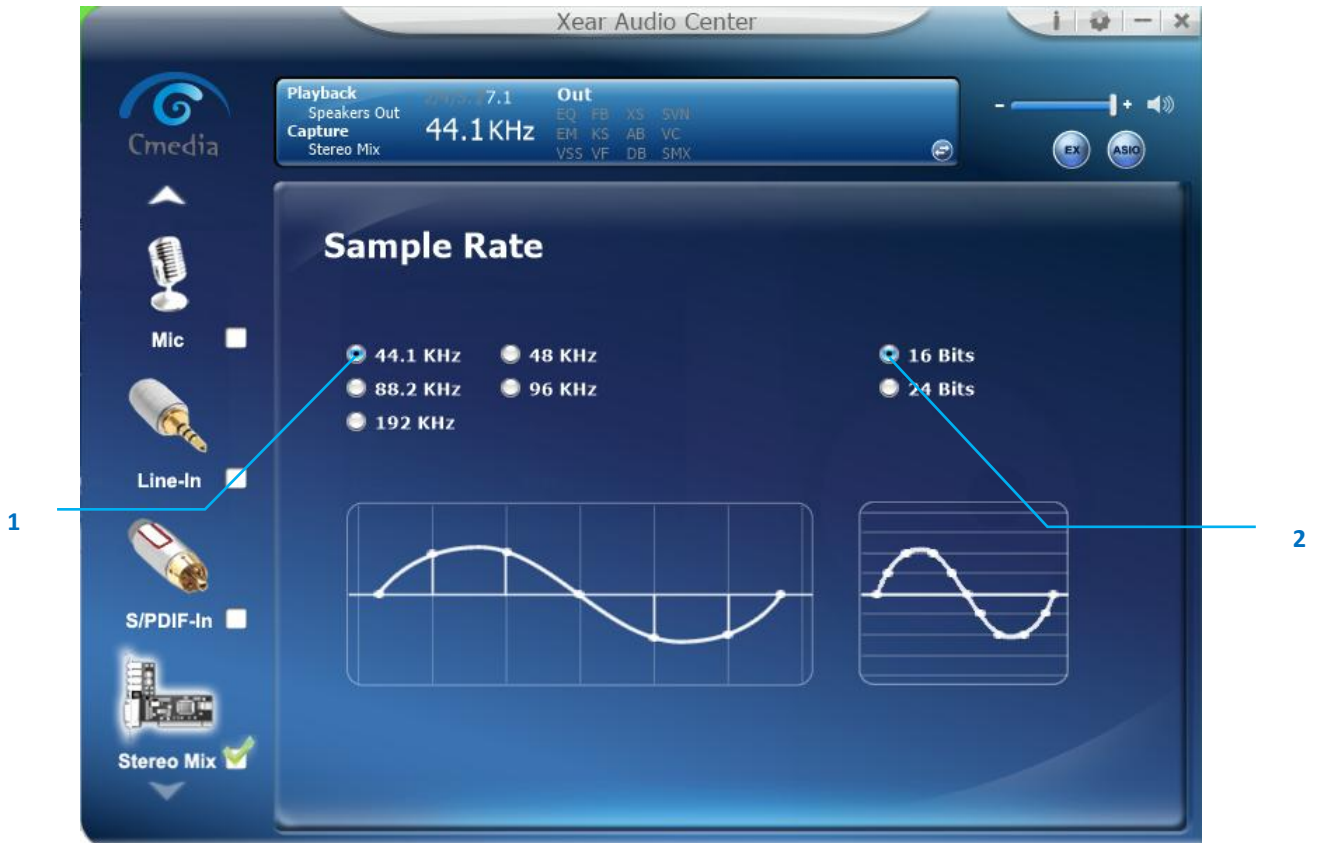 Xear Audio Center
i
Cmedia
Playback
Speakers Out
Capture
Stereo Mix
7.1
44.1KHz
Out
EQ FB XS SVN
EM KS AB VC
VSS VF DB SMX
- +
EX ASIO
Sample Rate
Mic
Line-In
S/PDIF-In
Stereo Mix
44.1 KHz 48 KHz
88.2 KHz 96 KHz
192 KHz
16 Bits
24 Bits
1
2